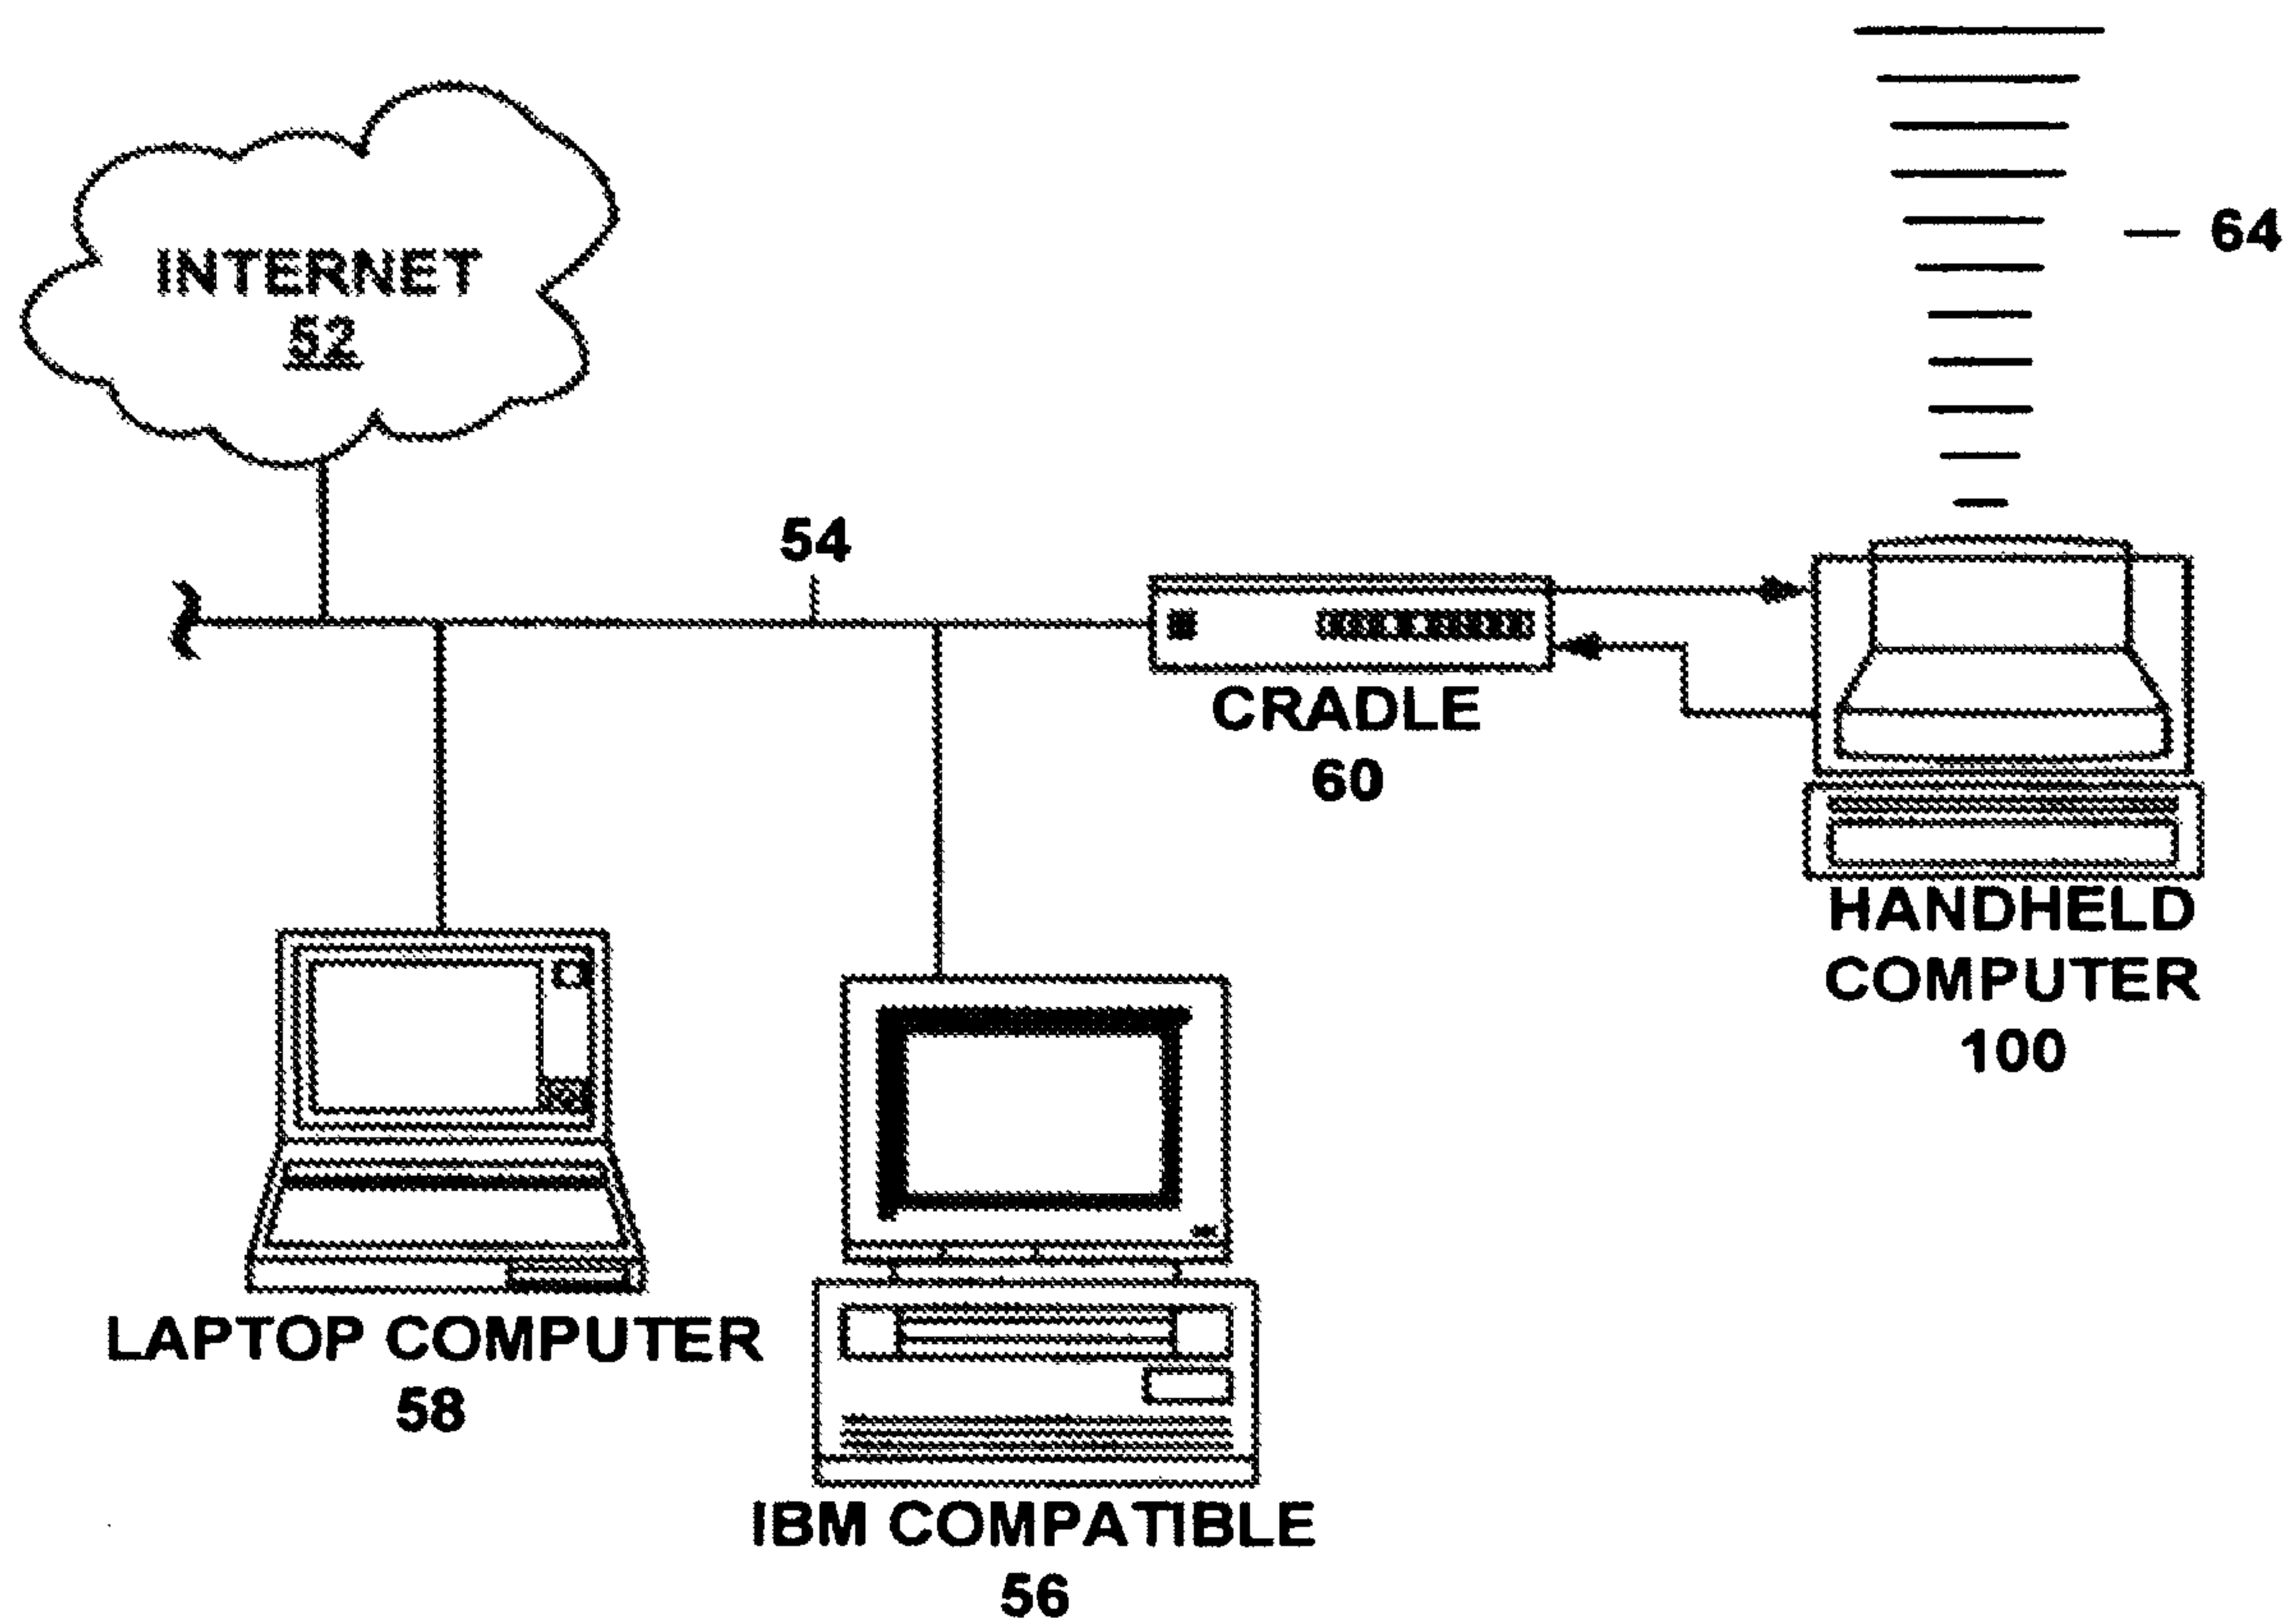 INTERNET
52
64
54
CRADLE
60
HANDHELD
COMPUTER
100
LAPTOP COMPUTER
58
IBM COMPATIBLE
56